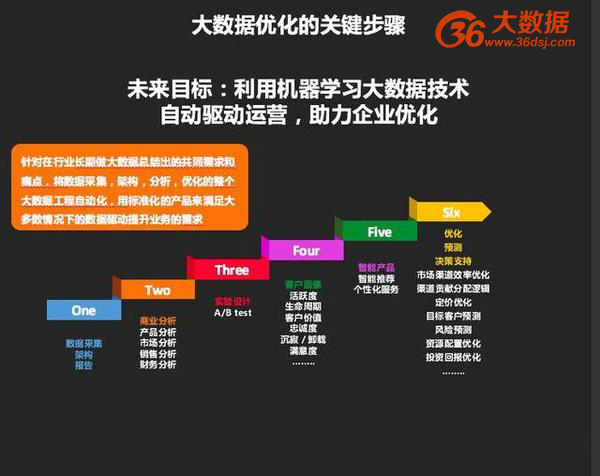 大数据优化的关键步骤
36大数据
www.36dsj.com
未来目标：利用机器学习大数据技术
自动驱动运营，助力企业优化
针对在行业长期做大数据总结出的共同需求和
痛点，将数据采集，架构，分析，优化的整个
大数据工程自动化，用标准化的产品来满足大
多数情况下的数据驱动提升业务的需求
One
数据采集
架构
报告
Two
商业分析
产品分析
市场分析
销售分析
财务分析
Three
实验设计
A/B test
Four
客户画像
活跃度
生命周期
客户价值
忠诚度
沉寂 / 卸载
满意度
……..
Five
智能产品
智能推荐
个性化服务
Six
优化
预测
决策支持
市场渠道效率优化
渠道贡献分配逻辑
定价优化
目标客户预测
风险预测
资源配置优化
投资回报优化
……..